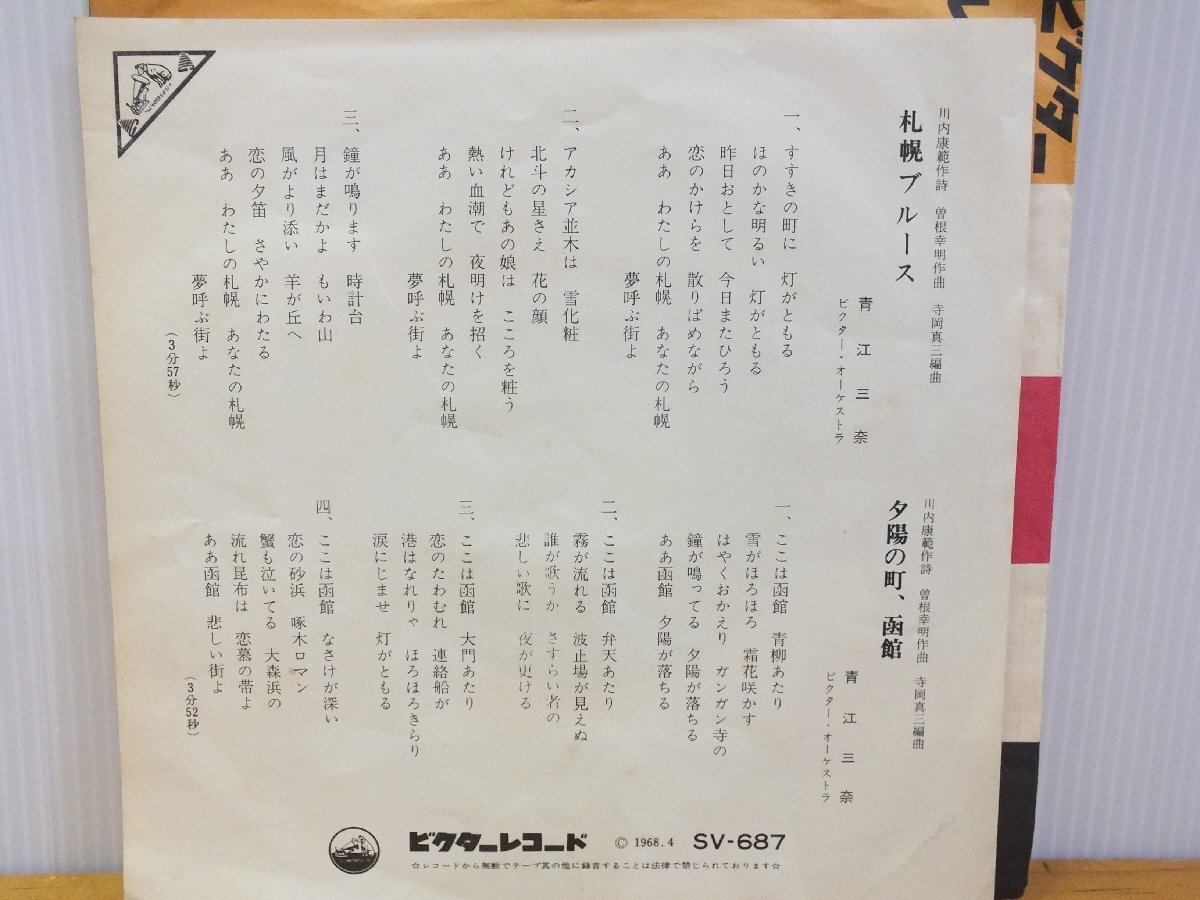 ビクター
川内康範作詩　曽根幸明作曲　寺岡真三編曲
札幌ブルース
青江三奈
ビクター・オーケストラ
一、すすきの町に　灯がともる
ほのかな明るい　灯がともる
昨日おとして　今日またひろう
恋のかけらを　散りばめながら
ああ　わたしの札幌　あなたの札幌
夢呼ぶ街よ
二、アカシア並木は　雪化粧
北斗の星さえ　花の顔
けれどもあの娘は　こころを粧う
熱い血潮で　夜明けを招く
ああ　わたしの札幌　あなたの札幌
夢呼ぶ街よ
三、鐘が鳴ります　時計台
月はまだかよ　もいわ山
風がより添い　羊が丘へ
恋の夕笛　さやかにわたる
ああ　わたしの札幌　あなたの札幌
夢呼ぶ街よ
（3分57秒）
川内康範作詩　曽根幸明作曲　寺岡真三編曲
夕陽の町、函館
青江三奈
ビクター・オーケストラ
一、ここは函館　青柳あたり
雪がほろほろ　霜花咲かす
はやくおかえり　ガンガン寺の
鐘が鳴ってる　夕陽が落ちる
ああ函館　夕陽が落ちる
二、ここは函館　弁天あたり
霧が流れる　波止場が見えぬ
誰が歌うか　さすらい者の
悲しい歌に　夜が更ける
三、ここは函館　大門あたり
恋のたわむれ　連絡船が
港はなれりゃ　ほろほろきらり
涙にじませ　灯がともる
四、ここは函館　なさけが深い
恋の砂浜　啄木ロマン
蟹も泣いてる　大森浜の
流れ昆布は　恋慕の帯よ
ああ函館　悲しい街よ
（3分52秒）
ビクターレコード　© 1968.4　SV-687
☆レコードから無断でテープ其の他に録音することは法律で禁じられております☆